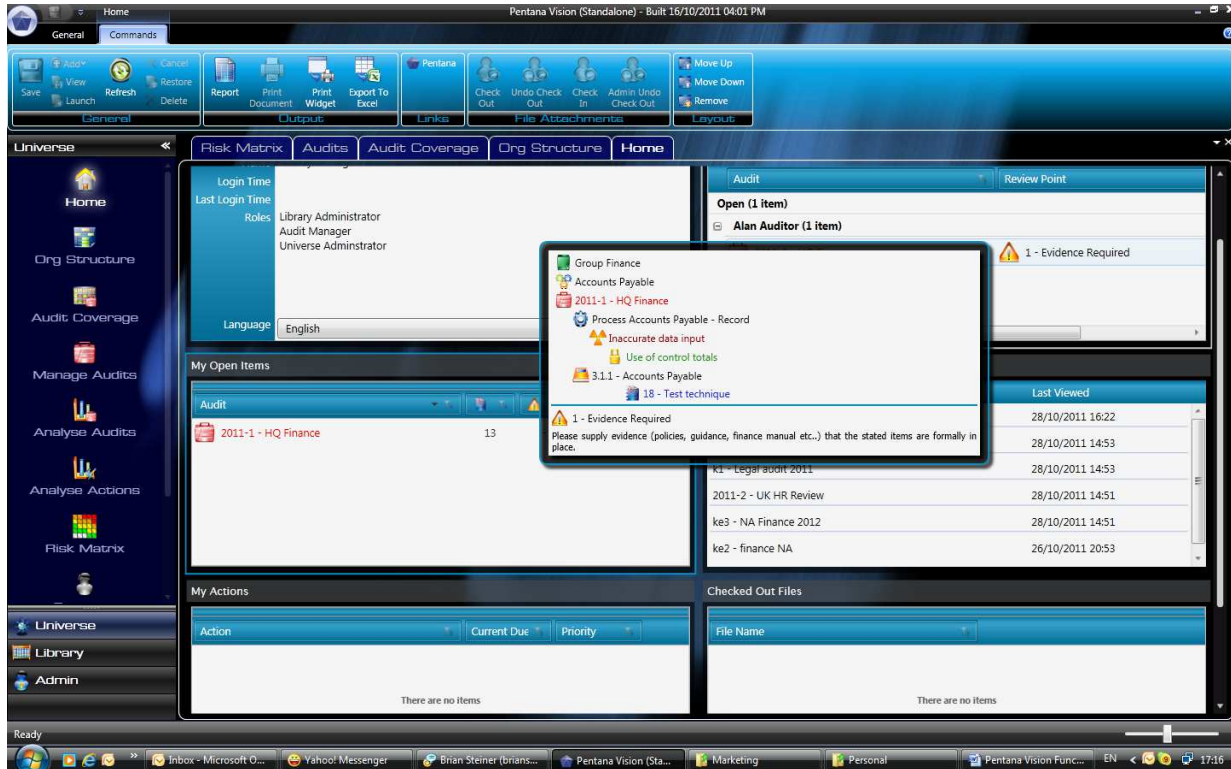 Home
Pentana Vision (Standalone) - Built 16/10/2011 04:01 PM
General
Commands
Save
Add
View
Launch
Refresh
Cancel
Restore
Delete
General
Report
Print Document
Print Widget
Export To Excel
Output
Pentana
Links
Check Out
Undo Check Out
Check In
Admin Undo Check Out
File Attachments
Move Up
Move Down
Remove
Layout
Universe
Risk Matrix
Audits
Audit Coverage
Org Structure
Home
Home
Org Structure
Audit Coverage
Manage Audits
Analyse Audits
Analyse Actions
Risk Matrix
Universe
Library
Admin
Login Time
Last Login Time
Roles
Library Administrator
Audit Manager
Universe Adminstrator
Language
English
Audit
Review Point
Open (1 item)
Alan Auditor (1 item)
1 - Evidence Required
Group Finance
Accounts Payable
2011-1 - HQ Finance
Process Accounts Payable - Record
Inaccurate data input
Use of control totals
3.1.1 - Accounts Payable
18 - Test technique
1 - Evidence Required
Please supply evidence (policies, guidance, finance manual etc..) that the stated items are formally in
place.
My Open Items
Audit
2011-1 - HQ Finance
13
Last Viewed
28/10/2011 16:22
28/10/2011 14:53
k1 - Legal audit 2011
28/10/2011 14:53
2011-2 - UK HR Review
28/10/2011 14:51
ke3 - NA Finance 2012
28/10/2011 14:51
ke2 - finance NA
26/10/2011 20:53
My Actions
Action
Current Due
Priority
There are no items
Checked Out Files
File Name
There are no items
Ready
Inbox - Microsoft O...
Yahoo! Messenger
Brian Steiner (brians...
Pentana Vision (Sta...
Marketing
Personal
Pentana Vision Func...
EN
17:16